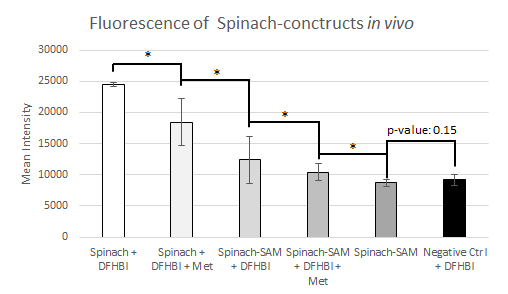 Fluorescence of Spinach-conctructs in vivo
30000
25000
20000
15000
10000
5000
0
Mean Intensity
*
*
*
*
p-value: 0.15
Spinach +
DFHBI
Spinach +
DFHBI + Met
Spinach-SAM
+ DFHBI
Spinach-SAM
+ DFHBI +
Met
Spinach-SAM
Negative Ctrl
+ DFHBI